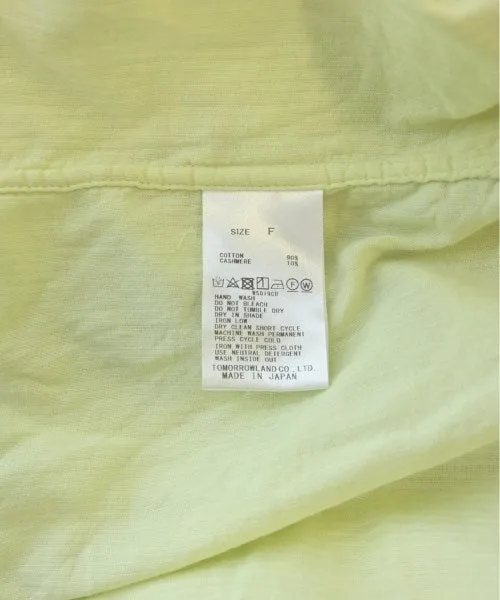 SIZE F
COTTON 90%
CASHMERE 10%
HAND WASH
DO NOT BLEACH
DO NOT TUMBLE DRY
DRY IN SHADE
IRON LOW
DRY CLEAN SHORT CYCLE
MACHINE WASH PERMANENT
PRESS CYCLE COLD
IRON WITH PRESS CLOTH
USE NEUTRAL DETERGENT
WASH INSIDE OUT
TOMORROWLAND CO., LTD.
MADE IN JAPAN